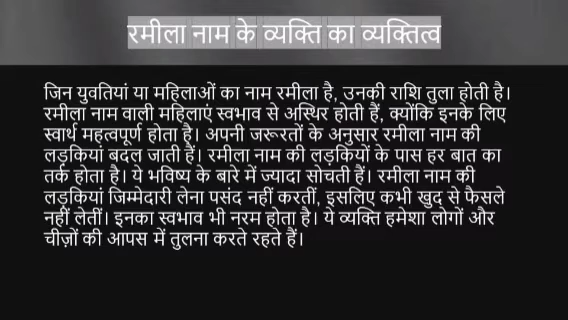 रमीला नाम के व्यक्ति का व्यक्तित्व
जिन युवतियां या महिलाओं का नाम रमीला है, उनकी राशि तुला होती है।
रमीला नाम वाली महिलाएं स्वभाव से अस्थिर होती हैं, क्योंकि इनके लिए
स्वार्थ महत्वपूर्ण होता है। अपनी जरूरतों के अनुसार रमीला नाम की
लड़कियां बदल जाती हैं। रमीला नाम की लड़कियों के पास हर बात का
तर्क होता है। ये भविष्य के बारे में ज्यादा सोचती हैं। रमीला नाम की
लड़कियां जिम्मेदारी लेना पसंद नहीं करतीं, इसलिए कभी खुद से फैसले
नहीं लेतीं। इनका स्वभाव भी नरम होता है। ये व्यक्ति हमेशा लोगों और
चीज़ों की आपस में तुलना करते रहते हैं।